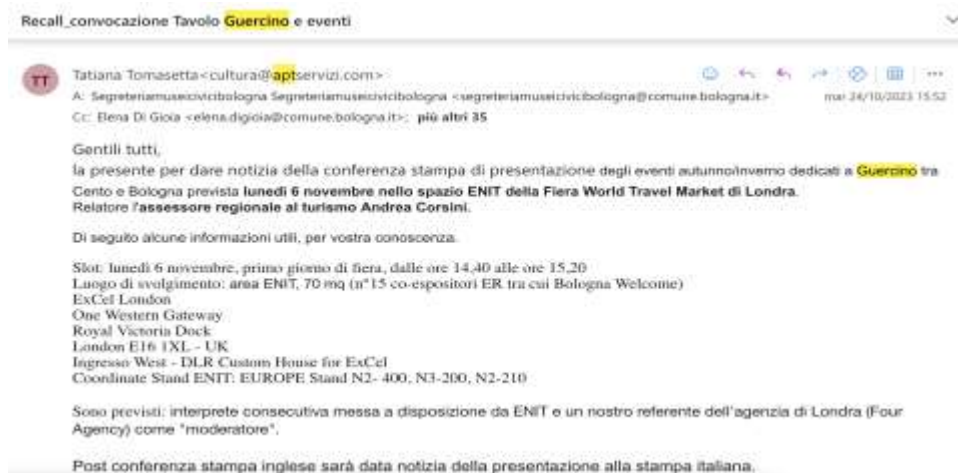 Recall_convocazione Tavolo Guercino e eventi
TT
Tatiana Tomasetta<cultura@aptservizi.com>
A: Segreteriamuseicivicibologna Segreteriamuseicivicibologna <segreteriamuseicivicibologna@comune.bologna.it>
mar 24/10/2023 15:52
Cc: Elena Di Gioia <elena.digioia@comune.bologna.it>; più altri 35
Gentili tutti,
la presente per dare notizia della conferenza stampa di presentazione degli eventi autunno/inverno dedicati a Guercino tra
Cento e Bologna prevista lunedì 6 novembre nello spazio ENIT della Fiera World Travel Market di Londra.
Relatore l'assessore regionale al turismo Andrea Corsini.
Di seguito alcune informazioni utili, per vostra conoscenza.
Slot: lunedì 6 novembre, primo giorno di fiera, dalle ore 14,40 alle ore 15,20
Luogo di svolgimento: area ENIT, 70 mq (n°15 co-espositori ER tra cui Bologna Welcome)
ExCel London
One Western Gateway
Royal Victoria Dock
London E16 1XL - UK
Ingresso West - DLR Custom House for ExCel
Coordinate Stand ENIT: EUROPE Stand N2- 400, N3-200, N2-210
Sono previsti: interprete consecutiva messa a disposizione da ENIT e un nostro referente dell'agenzia di Londra (Four
Agency) come "moderatore".
Post conferenza stampa inglese sarà data notizia della presentazione alla stampa italiana.